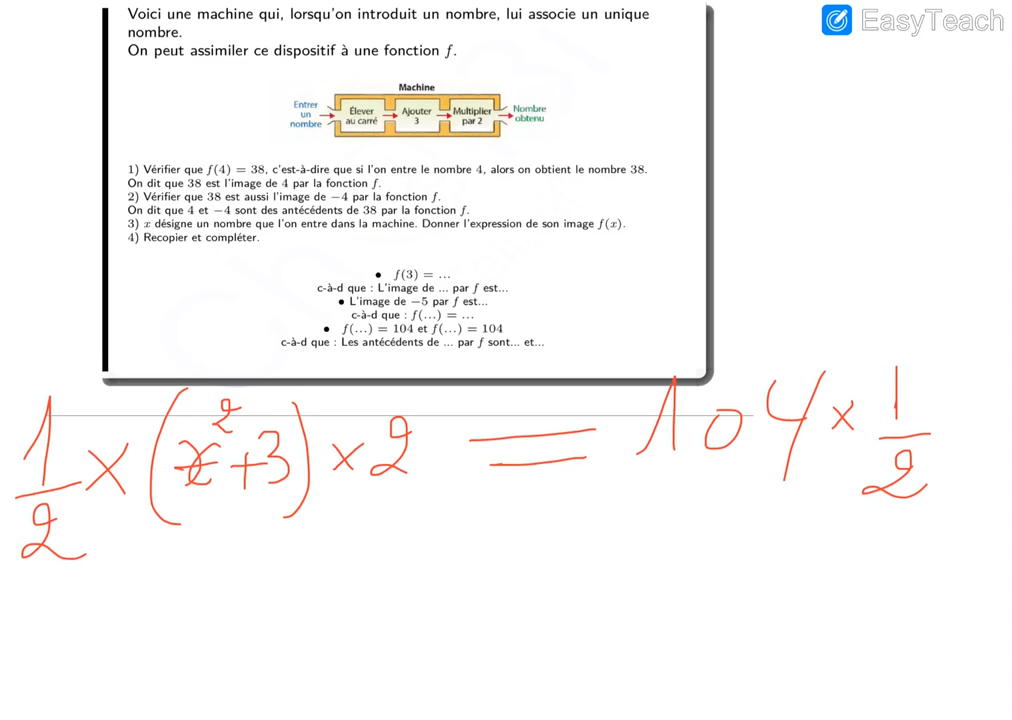 Voici une machine qui, lorsqu'on introduit un nombre, lui associe un unique
nombre.
On peut assimiler ce dispositif à une fonction f.
EasyTeach
Machine
Entrer
un
nombre
Élever
au carré
Ajouter
3
Multiplier
par 2
Nombre
obtenu
1) Vérifier que f(4) = 38, c'est-à-dire que si l'on entre le nombre 4, alors on obtient le nombre 38.
On dit que 38 est l'image de 4 par la fonction f.
2) Vérifier que 38 est aussi l'image de −4 par la fonction f.
On dit que 4 et −4 sont des antécédents de 38 par la fonction f.
3) x désigne un nombre que l'on entre dans la machine. Donner l'expression de son image f(x).
4) Recopier et compléter.
• f(3) = ...
c-à-d que : L'image de ... par f est...
• L'image de −5 par f est...
c-à-d que : f(...) = ...
• f(...) = 104 et f(...) = 104
c-à-d que : Les antécédents de ... par f sont... et...
1/2 × (x² + 3) × 2 = 104 × 1/2